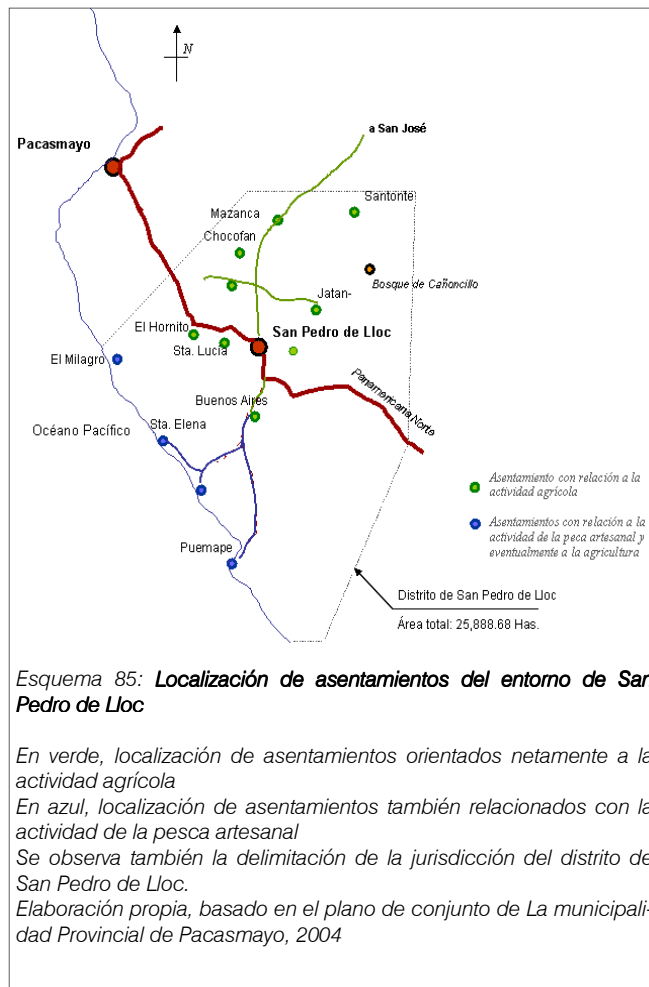 N
a San José
Pacasmayo
Santonte
Mazanca
Chocofan
Bosque de Cañoncillo
Jatan-
El Hornito
San Pedro de Lloc
Sta. Lucía
El Milagro
Panamericana Norte
Buenos Aires
Sta. Elena
Océano Pacífico
Asentamiento con relación a la
actividad agrícola
Asentamientos con relación a la
actividad de la peca artesanal y
eventualmente a la agricultura
Puemape
Distrito de San Pedro de Lloc
Área total: 25,888.68 Has.
Esquema 85: Localización de asentamientos del entorno de San
Pedro de Lloc
En verde, localización de asentamientos orientados netamente a la
actividad agrícola
En azul, localización de asentamientos también relacionados con la
actividad de la pesca artesanal
Se observa también la delimitación de la jurisdicción del distrito de
San Pedro de Lloc.
Elaboración propia, basado en el plano de conjunto de La municipali-
dad Provincial de Pacasmayo, 2004